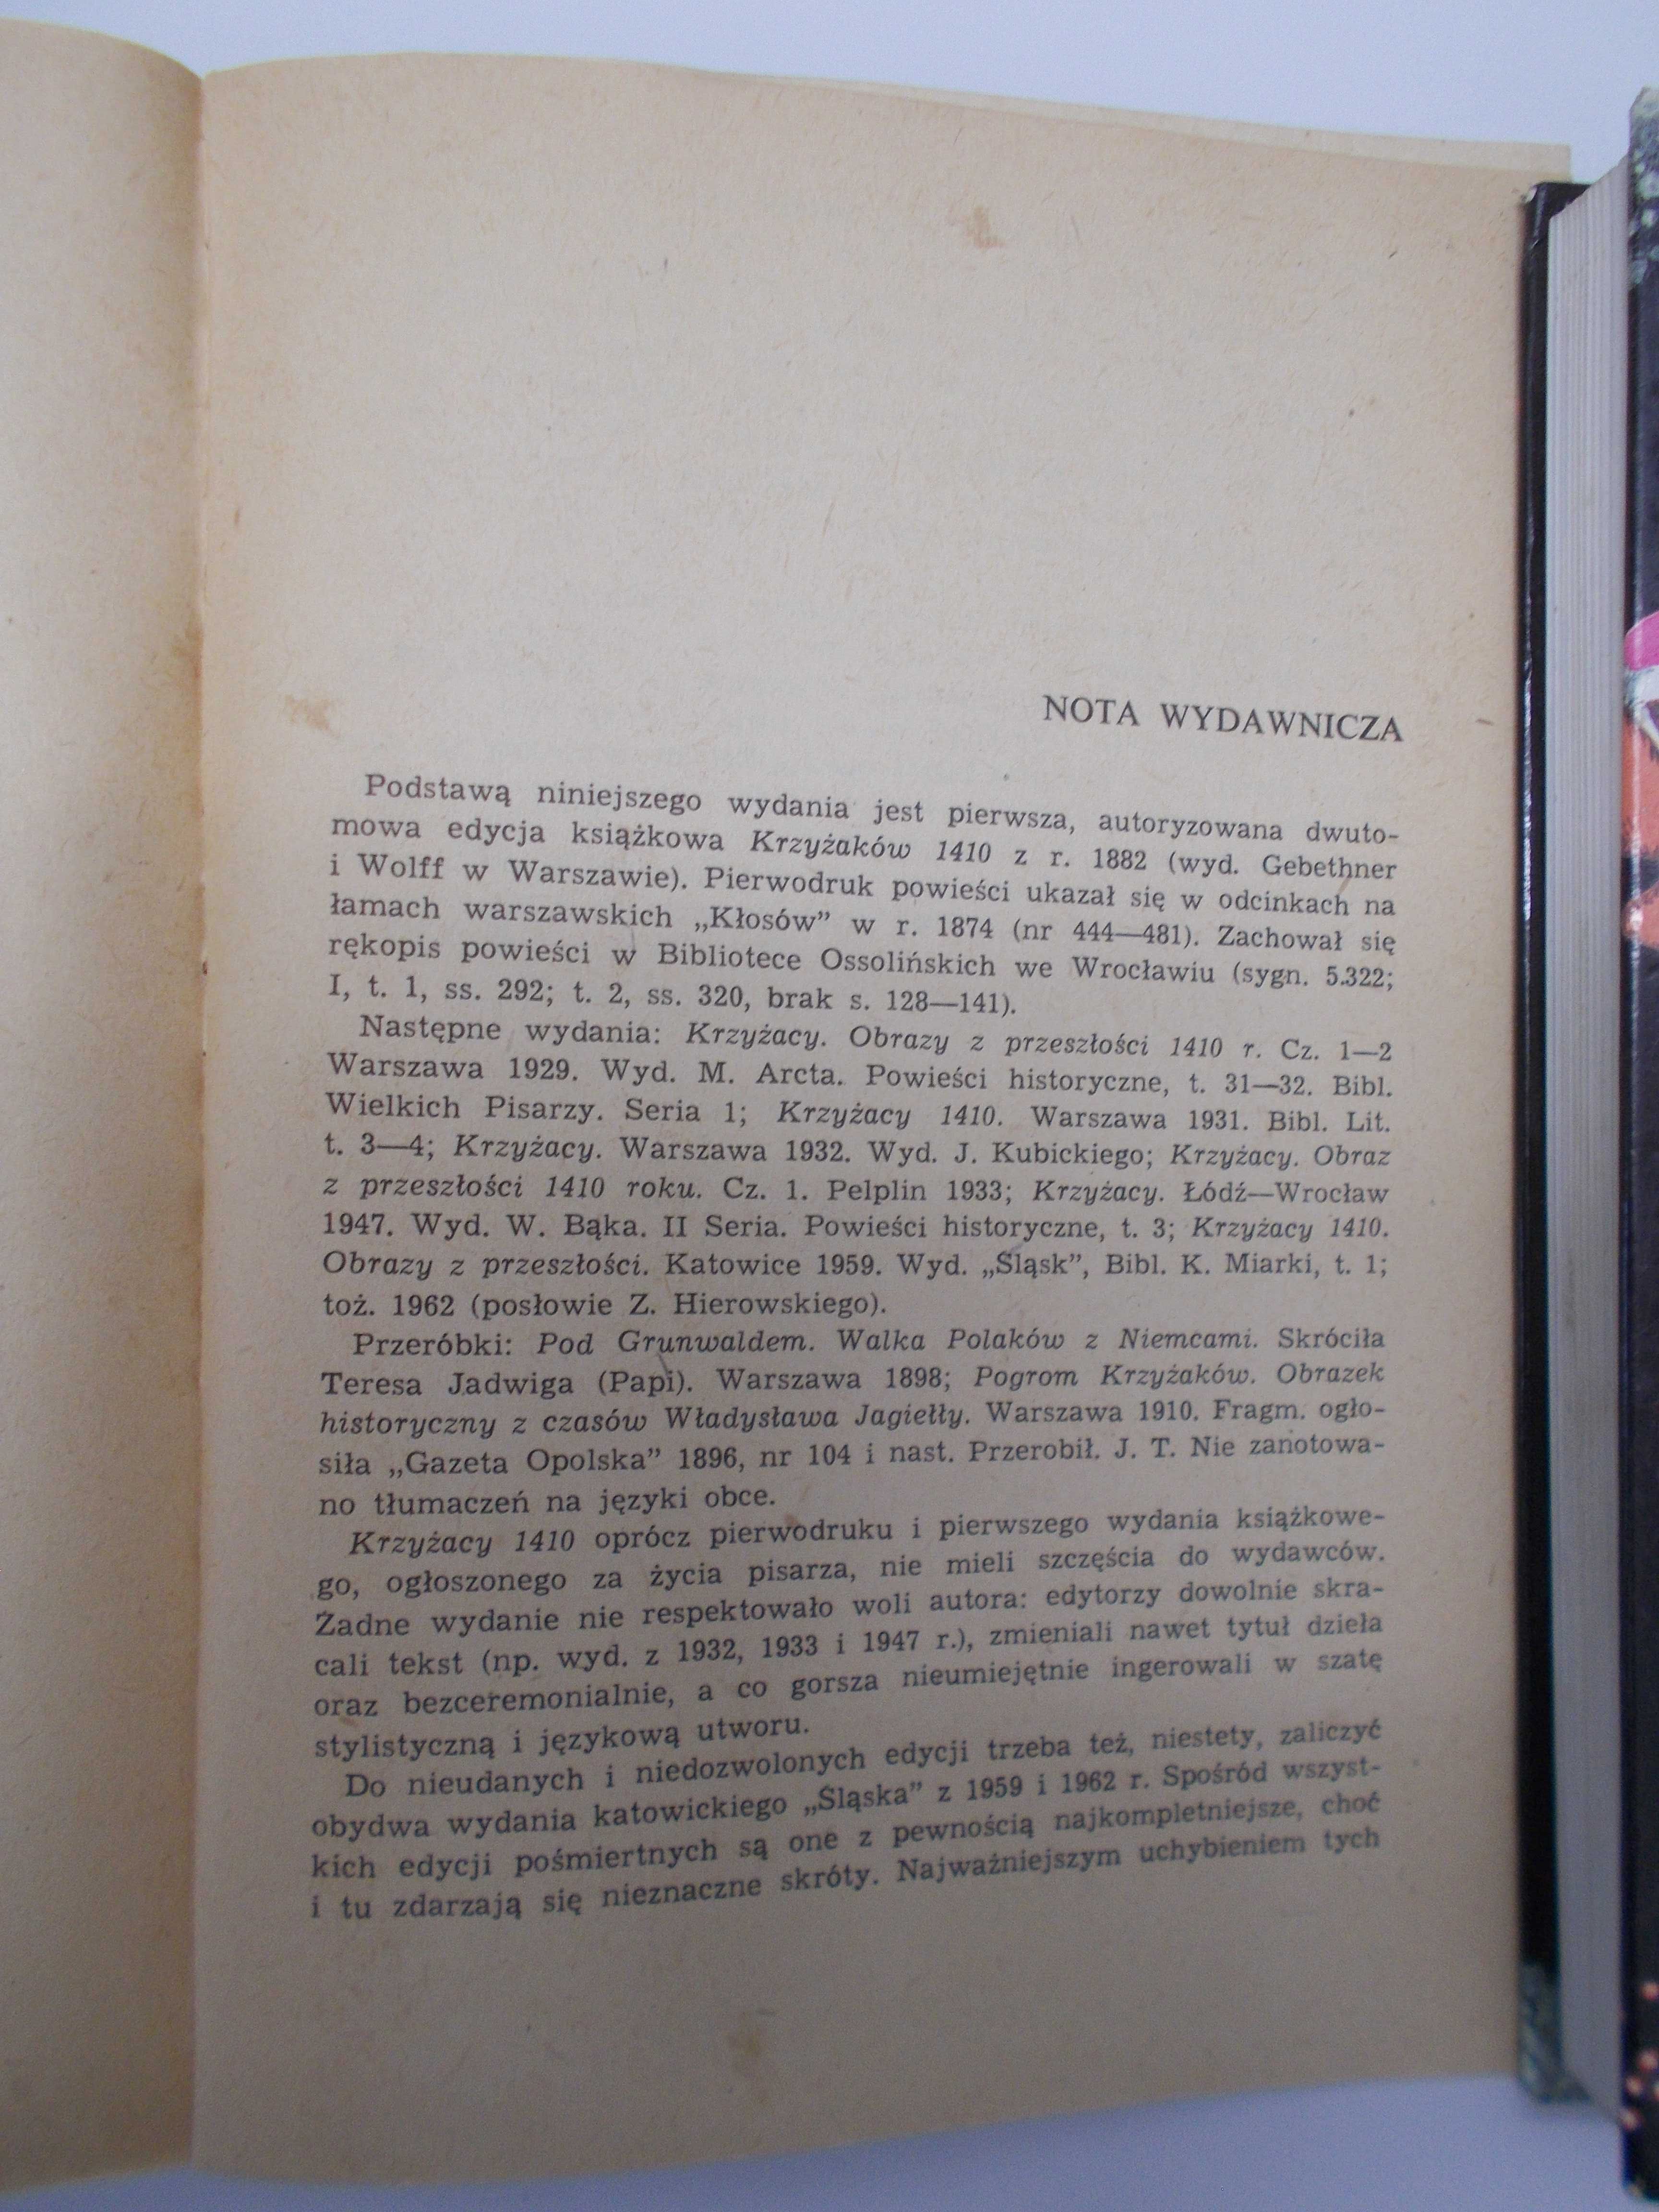 NOTA WYDAWNICZA
Podstawą niniejszego wydania jest pierwsza, autoryzowana dwuto-
mowa edycja książkowa Krzyżaków 1410 z r. 1882 (wyd. Gebethner
i Wolff w Warszawie). Pierwodruk powieści ukazał się w odcinkach na
łamach warszawskich „Kłosów” w r. 1874 (nr 444—481). Zachował się
rękopis powieści w Bibliotece Ossolińskich we Wrocławiu (sygn. 5.322;
I, t. 1, ss. 292; t. 2, ss. 320, brak s. 128—141).
Następne wydania: Krzyżacy. Obrazy z przeszłości 1410 r. Cz. 1—2
Warszawa 1929. Wyd. M. Arcta. Powieści historyczne, t. 31—32. Bibl.
Wielkich Pisarzy. Seria 1; Krzyżacy 1410. Warszawa 1931. Bibl. Lit.
t. 3—4; Krzyżacy. Warszawa 1932. Wyd. J. Kubickiego; Krzyżacy. Obraz
z przeszłości 1410 roku. Cz. 1. Pelplin 1933; Krzyżacy. Łódź—Wrocław
1947. Wyd. W. Bąka. II Seria. Powieści historyczne, t. 3; Krzyżacy 1410.
Obrazy z przeszłości. Katowice 1959. Wyd. „Śląsk”, Bibl. K. Miarki, t. 1;
toż. 1962 (posłowie Z. Hierowskiego).
Przeróbki: Pod Grunwaldem. Walka Polaków z Niemcami. Skróciła
Teresa Jadwiga (Papi). Warszawa 1898; Pogrom Krzyżaków. Obrazek
historyczny z czasów Władysława Jagiełły. Warszawa 1910. Fragm. ogło-
siła „Gazeta Opolska” 1896, nr 104 i nast. Przerobił. J. T. Nie zanotowa-
no tłumaczeń na języki obce.
Krzyżacy 1410 oprócz pierwodruku i pierwszego wydania książkowe-
go, ogłoszonego za życia pisarza, nie mieli szczęścia do wydawców.
Żadne wydanie nie respektowało woli autora: edytorzy dowolnie skra-
cali tekst (np. wyd. z 1932, 1933 i 1947 r.), zmieniali nawet tytuł dzieła
oraz bezceremonialnie, a co gorsza nieumiejętnie ingerowali w szatę
stylistyczną i językową utworu.
Do nieudanych i niedozwolonych edycji trzeba też, niestety, zaliczyć
obydwa wydania katowickiego „Śląska” z 1959 i 1962 r. Spośród wszyst-
kich edycji pośmiertnych są one z pewnością najkompletniejsze, choć
i tu zdarzają się nieznaczne skróty. Najważniejszym uchybieniem tych